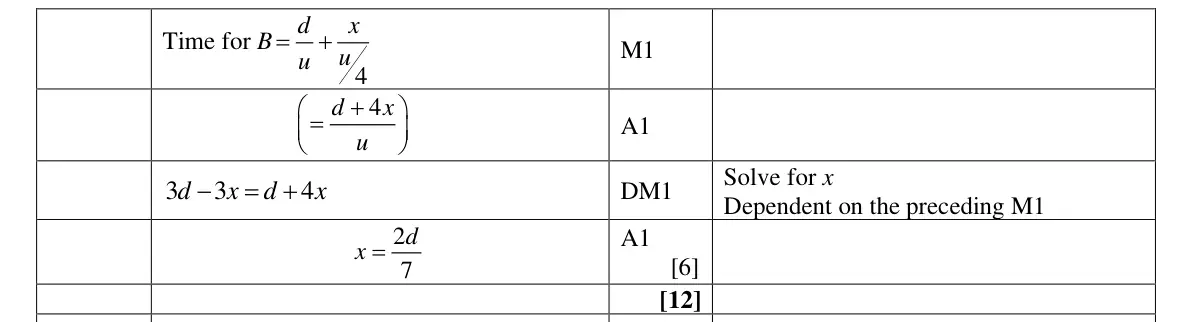 Time for B = d/u + x/(u/4) M1
( = (d + 4x)/u ) A1
3d − 3x = d + 4x DM1 Solve for x
Dependent on the preceding M1
x = 2d/7 A1
[6]
[12]